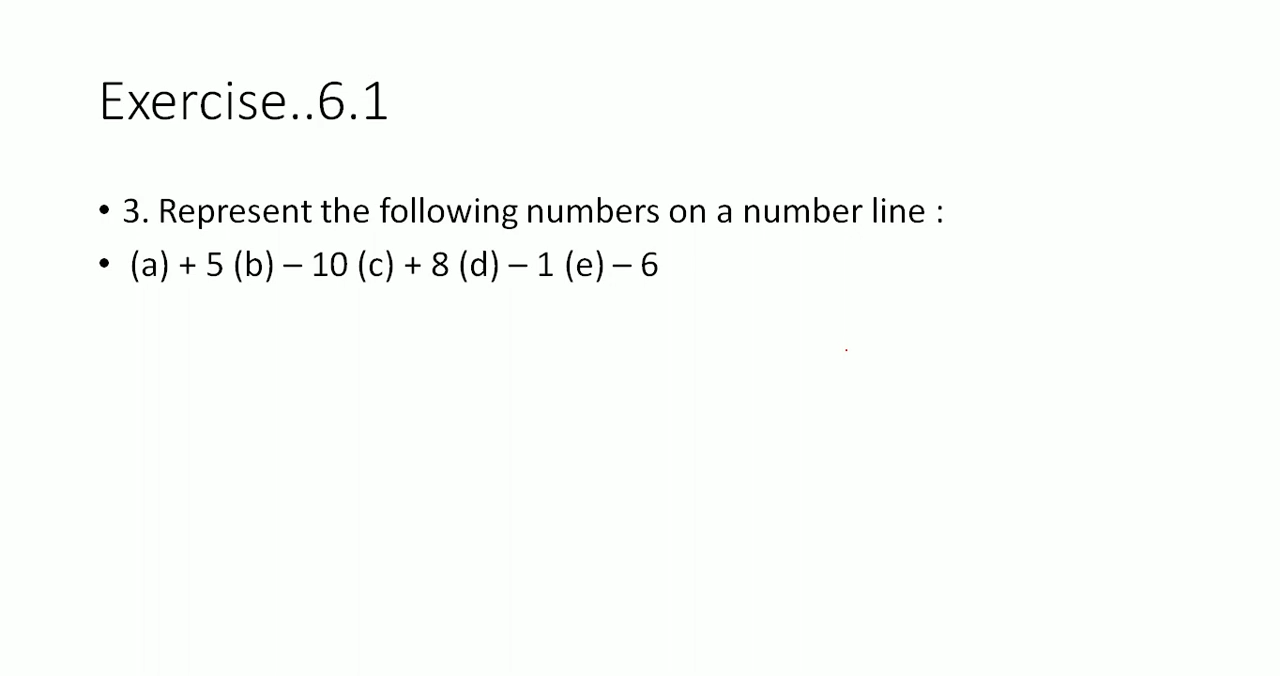 Exercise..6.1
• 3. Represent the following numbers on a number line :
• (a) + 5 (b) – 10 (c) + 8 (d) – 1 (e) – 6